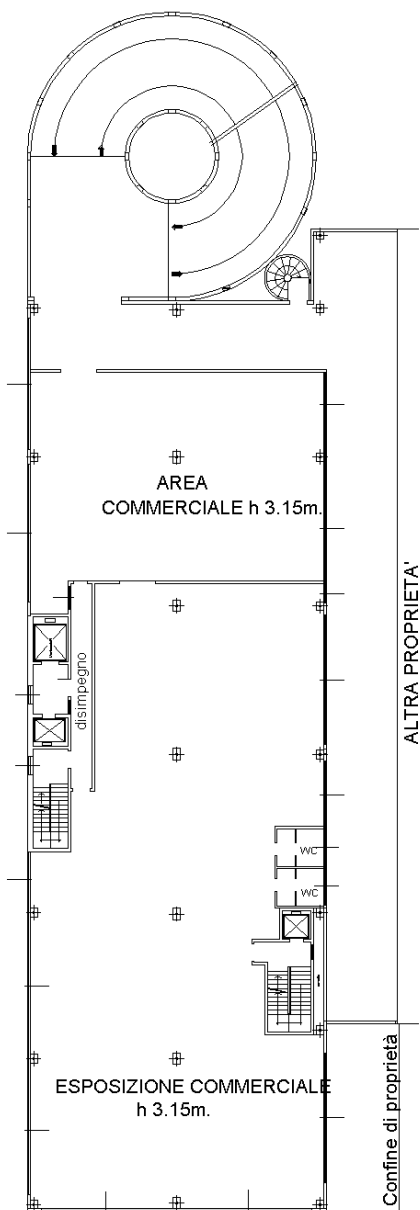 AREA
COMMERCIALE h 3.15m.
ALTRA PROPRIETA'
disimpegno
WC
WC
ESPOSIZIONE COMMERCIALE
h 3.15m.
Confine di proprietà